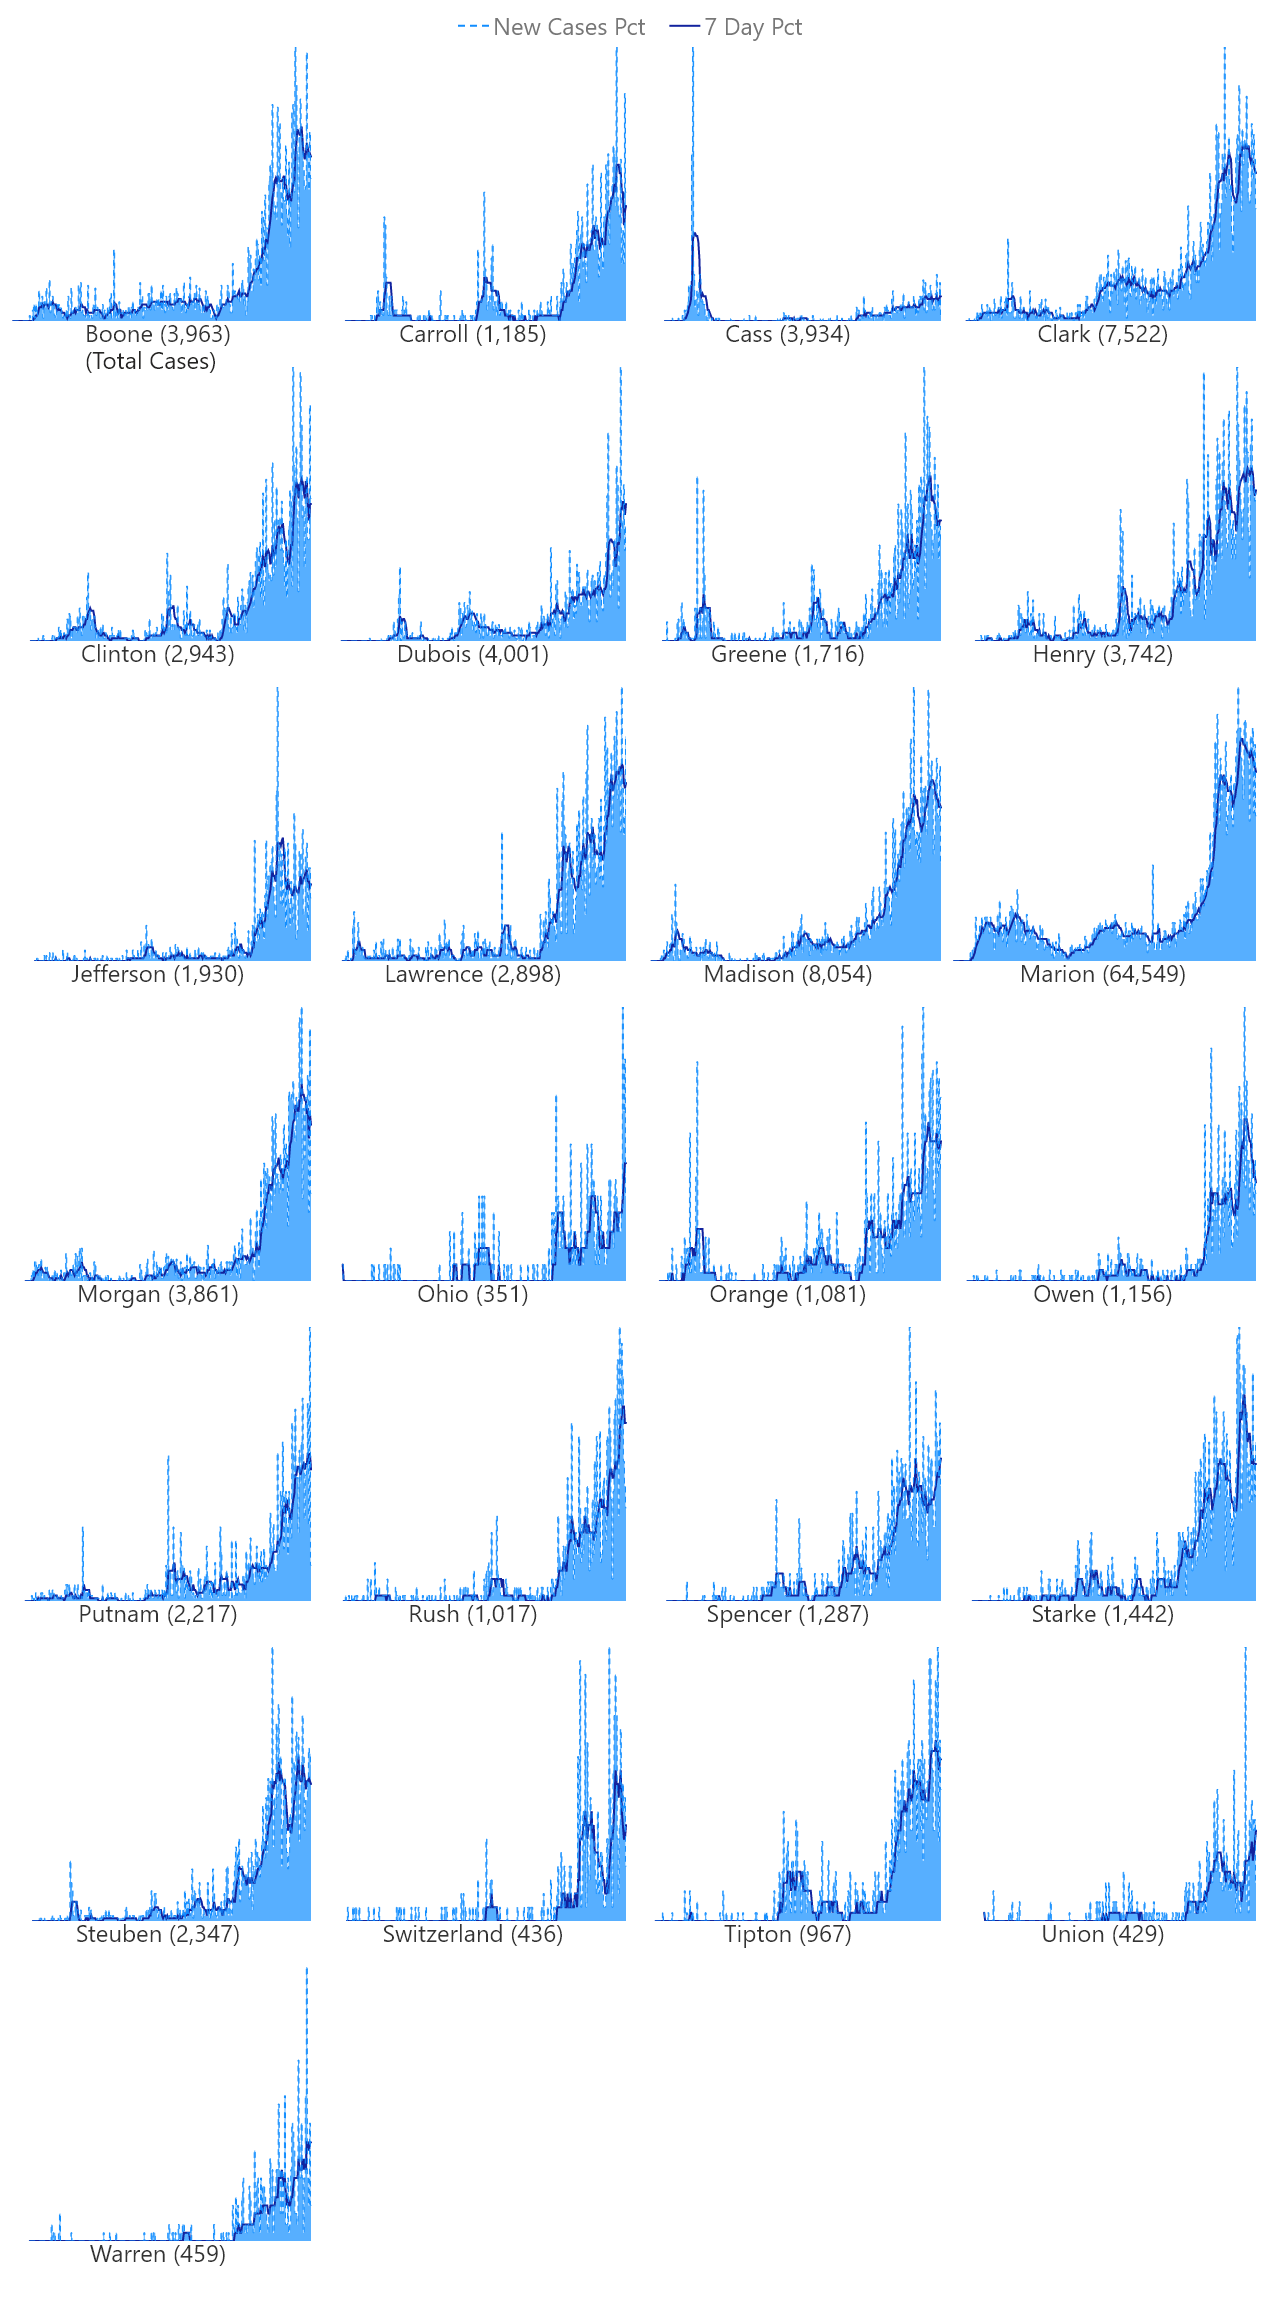 New Cases Pct 7 Day Pct
Boone (3,963) Carroll (1,185) Cass (3,934) Clark (7,522)
(Total Cases)
Clinton (2,943) Dubois (4,001) Greene (1,716) Henry (3,742)
Jefferson (1,930) Lawrence (2,898) Madison (8,054) Marion (64,549)
Morgan (3,861) Ohio (351) Orange (1,081) Owen (1,156)
Putnam (2,217) Rush (1,017) Spencer (1,287) Starke (1,442)
Steuben (2,347) Switzerland (436) Tipton (967) Union (429)
Warren (459)